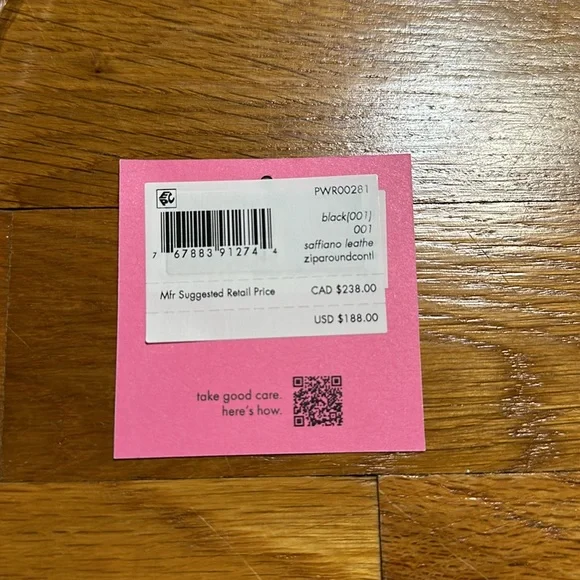 PWR00281
black(001)
001
saffiano leathe
ziparoundcontl
7 67883 91274 4
Mfr Suggested Retail Price CAD $238.00
USD $188.00
take good care.
here's how.